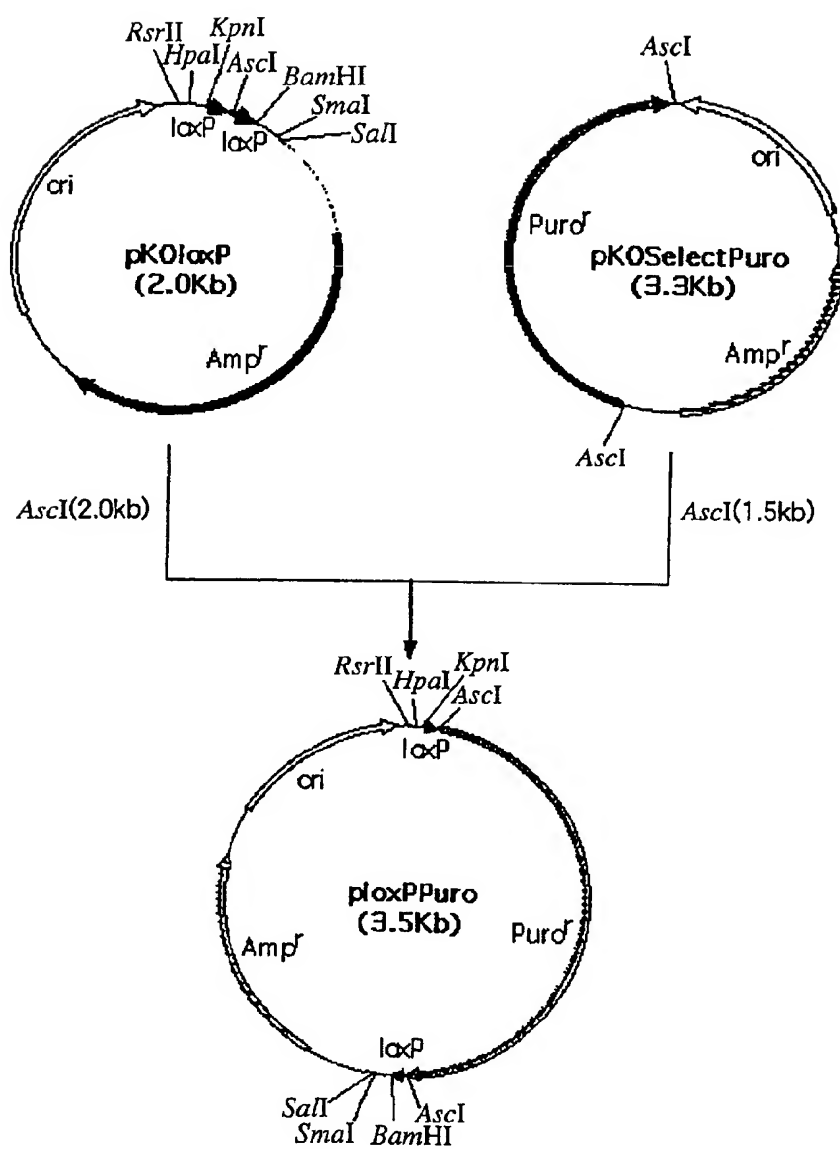 RsrII
HpaI
KpnI
AscI
BamHI
SmaI
SalI
loxP
loxP
ori
pKOloxP
(2.0Kb)
Ampr
AscI
ori
Puror
pKOSelectPuro
(3.3Kb)
Ampr
AscI
AscI(2.0kb)
AscI(1.5kb)
RsrII
HpaI
KpnI
AscI
loxP
ori
ploxPPuro
(3.5Kb)
Ampr
Puror
loxP
SalI
SmaI
BamHI
AscI